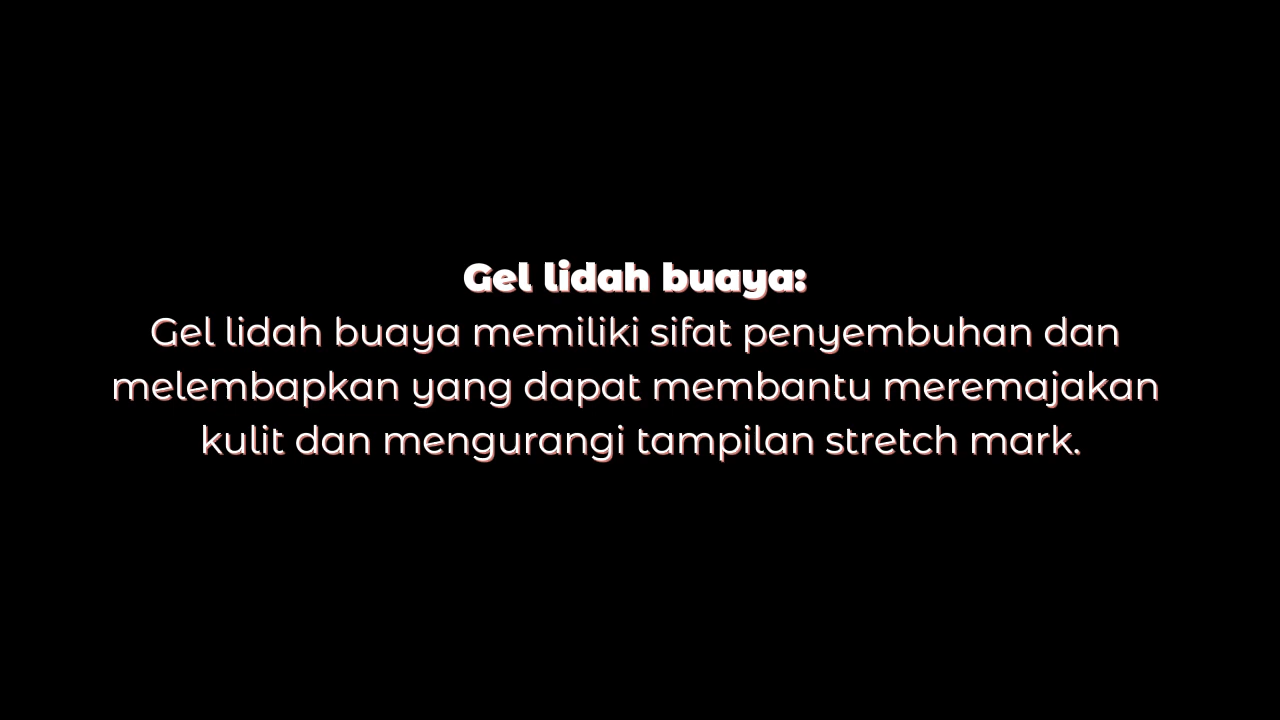 Gel lidah buaya:
Gel lidah buaya memiliki sifat penyembuhan dan
melembapkan yang dapat membantu meremajakan
kulit dan mengurangi tampilan stretch mark.